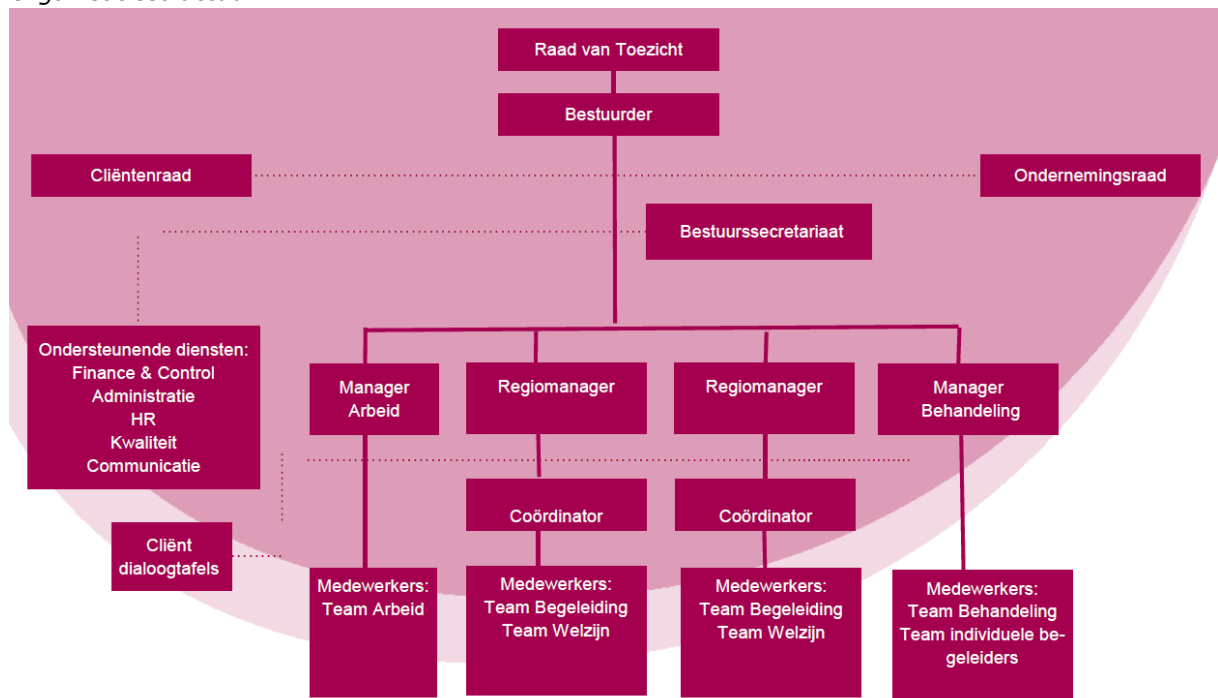 Raad van Toezicht
Bestuurder
Cliëntenraad
Ondernemingsraad
Bestuurssecretariaat
Ondersteunende diensten:
Finance & Control
Administratie
HR
Kwaliteit
Communicatie
Manager
Arbeid
Regiomanager
Regiomanager
Manager
Behandeling
Coördinator
Coördinator
Cliënt
dialoogtafels
Medewerkers:
Team Arbeid
Medewerkers:
Team Begeleiding
Team Welzijn
Medewerkers:
Team Begeleiding
Team Welzijn
Medewerkers:
Team Behandeling
Team individuele be-
geleiders